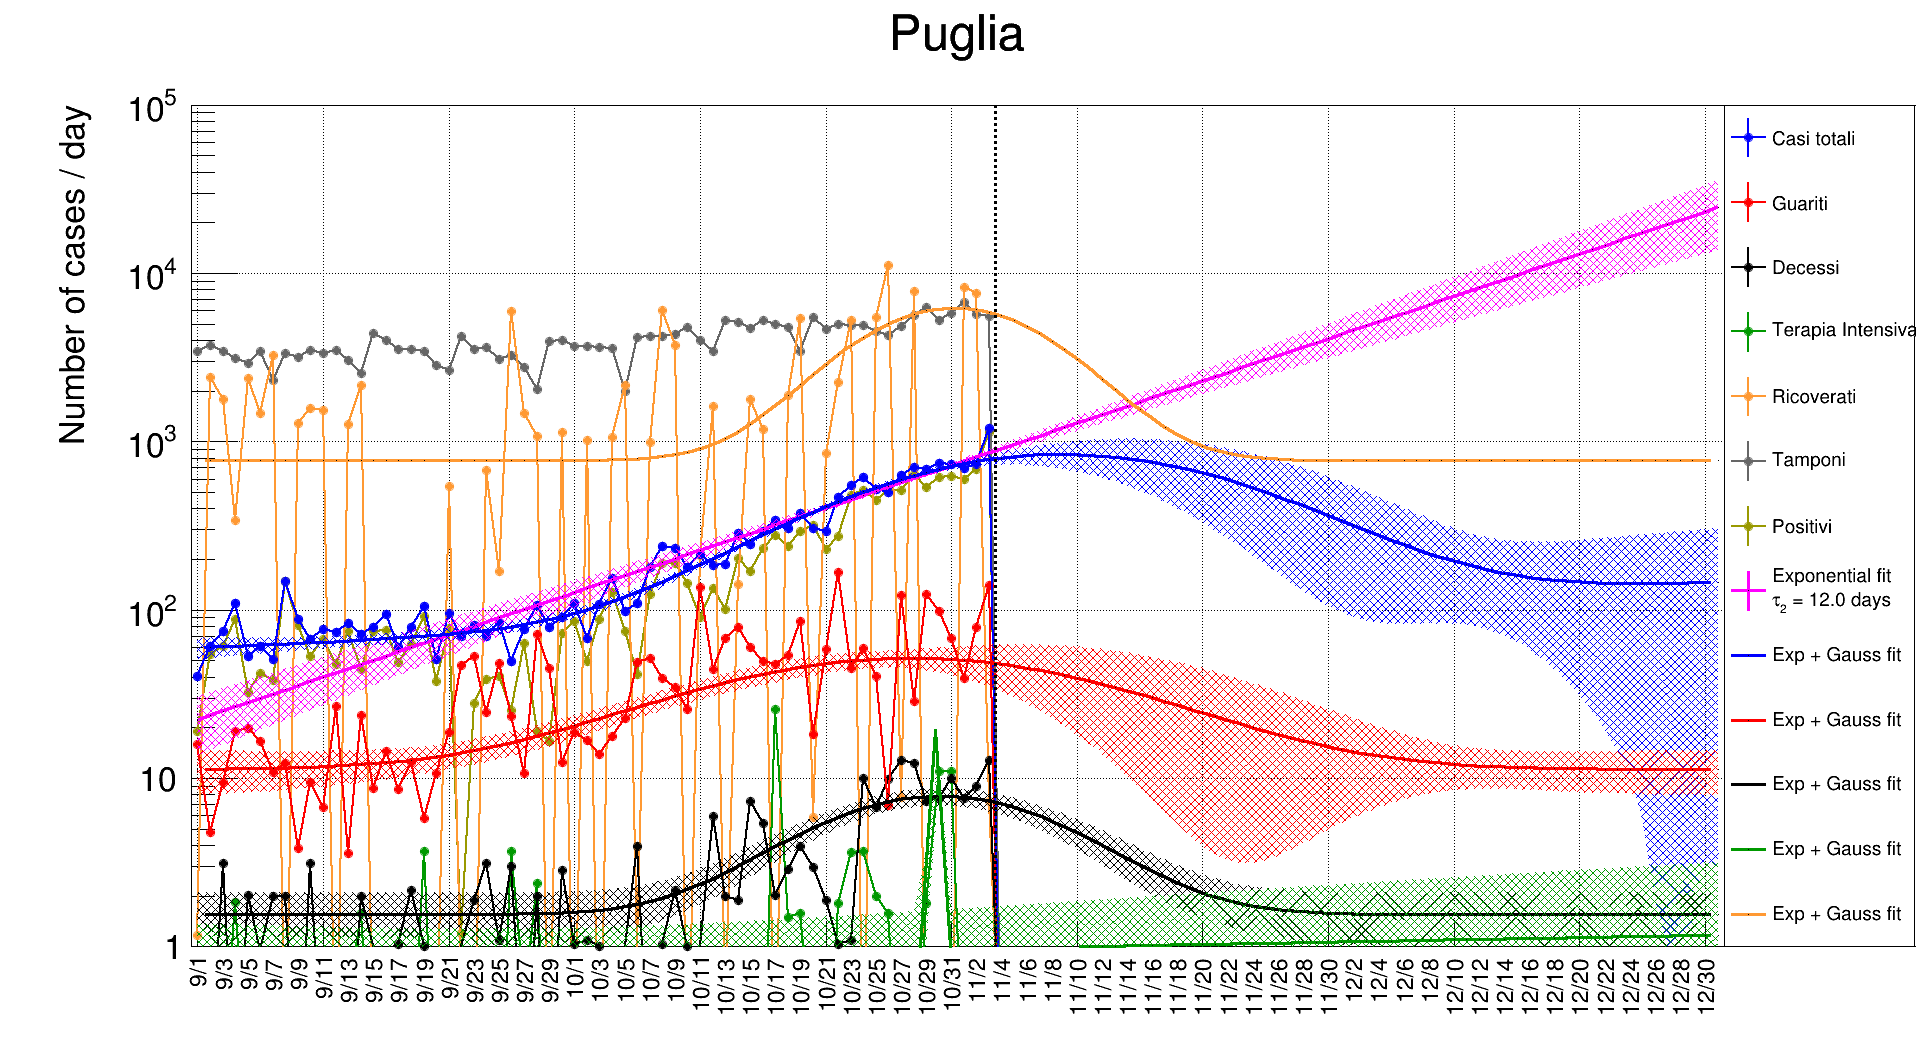 Puglia
Number of cases / day
10^5
10^4
10^3
10^2
10
1
9/1 9/3 9/5 9/7 9/9 9/11 9/13 9/15 9/17 9/19 9/21 9/23 9/25 9/27 9/29 10/1 10/3 10/5 10/7 10/9 10/11 10/13 10/15 10/17 10/19 10/21 10/23 10/25 10/27 10/29 10/31 11/2 11/4 11/6 11/8 11/10 11/12 11/14 11/16 11/18 11/20 11/22 11/24 11/26 11/28 11/30 12/2 12/4 12/6 12/8 12/10 12/12 12/14 12/16 12/18 12/20 12/22 12/24 12/26 12/28 12/30
Casi totali
Guariti
Decessi
Terapia Intensiva
Ricoverati
Tamponi
Positivi
Exponential fit
τ₂ = 12.0 days
Exp + Gauss fit
Exp + Gauss fit
Exp + Gauss fit
Exp + Gauss fit
Exp + Gauss fit